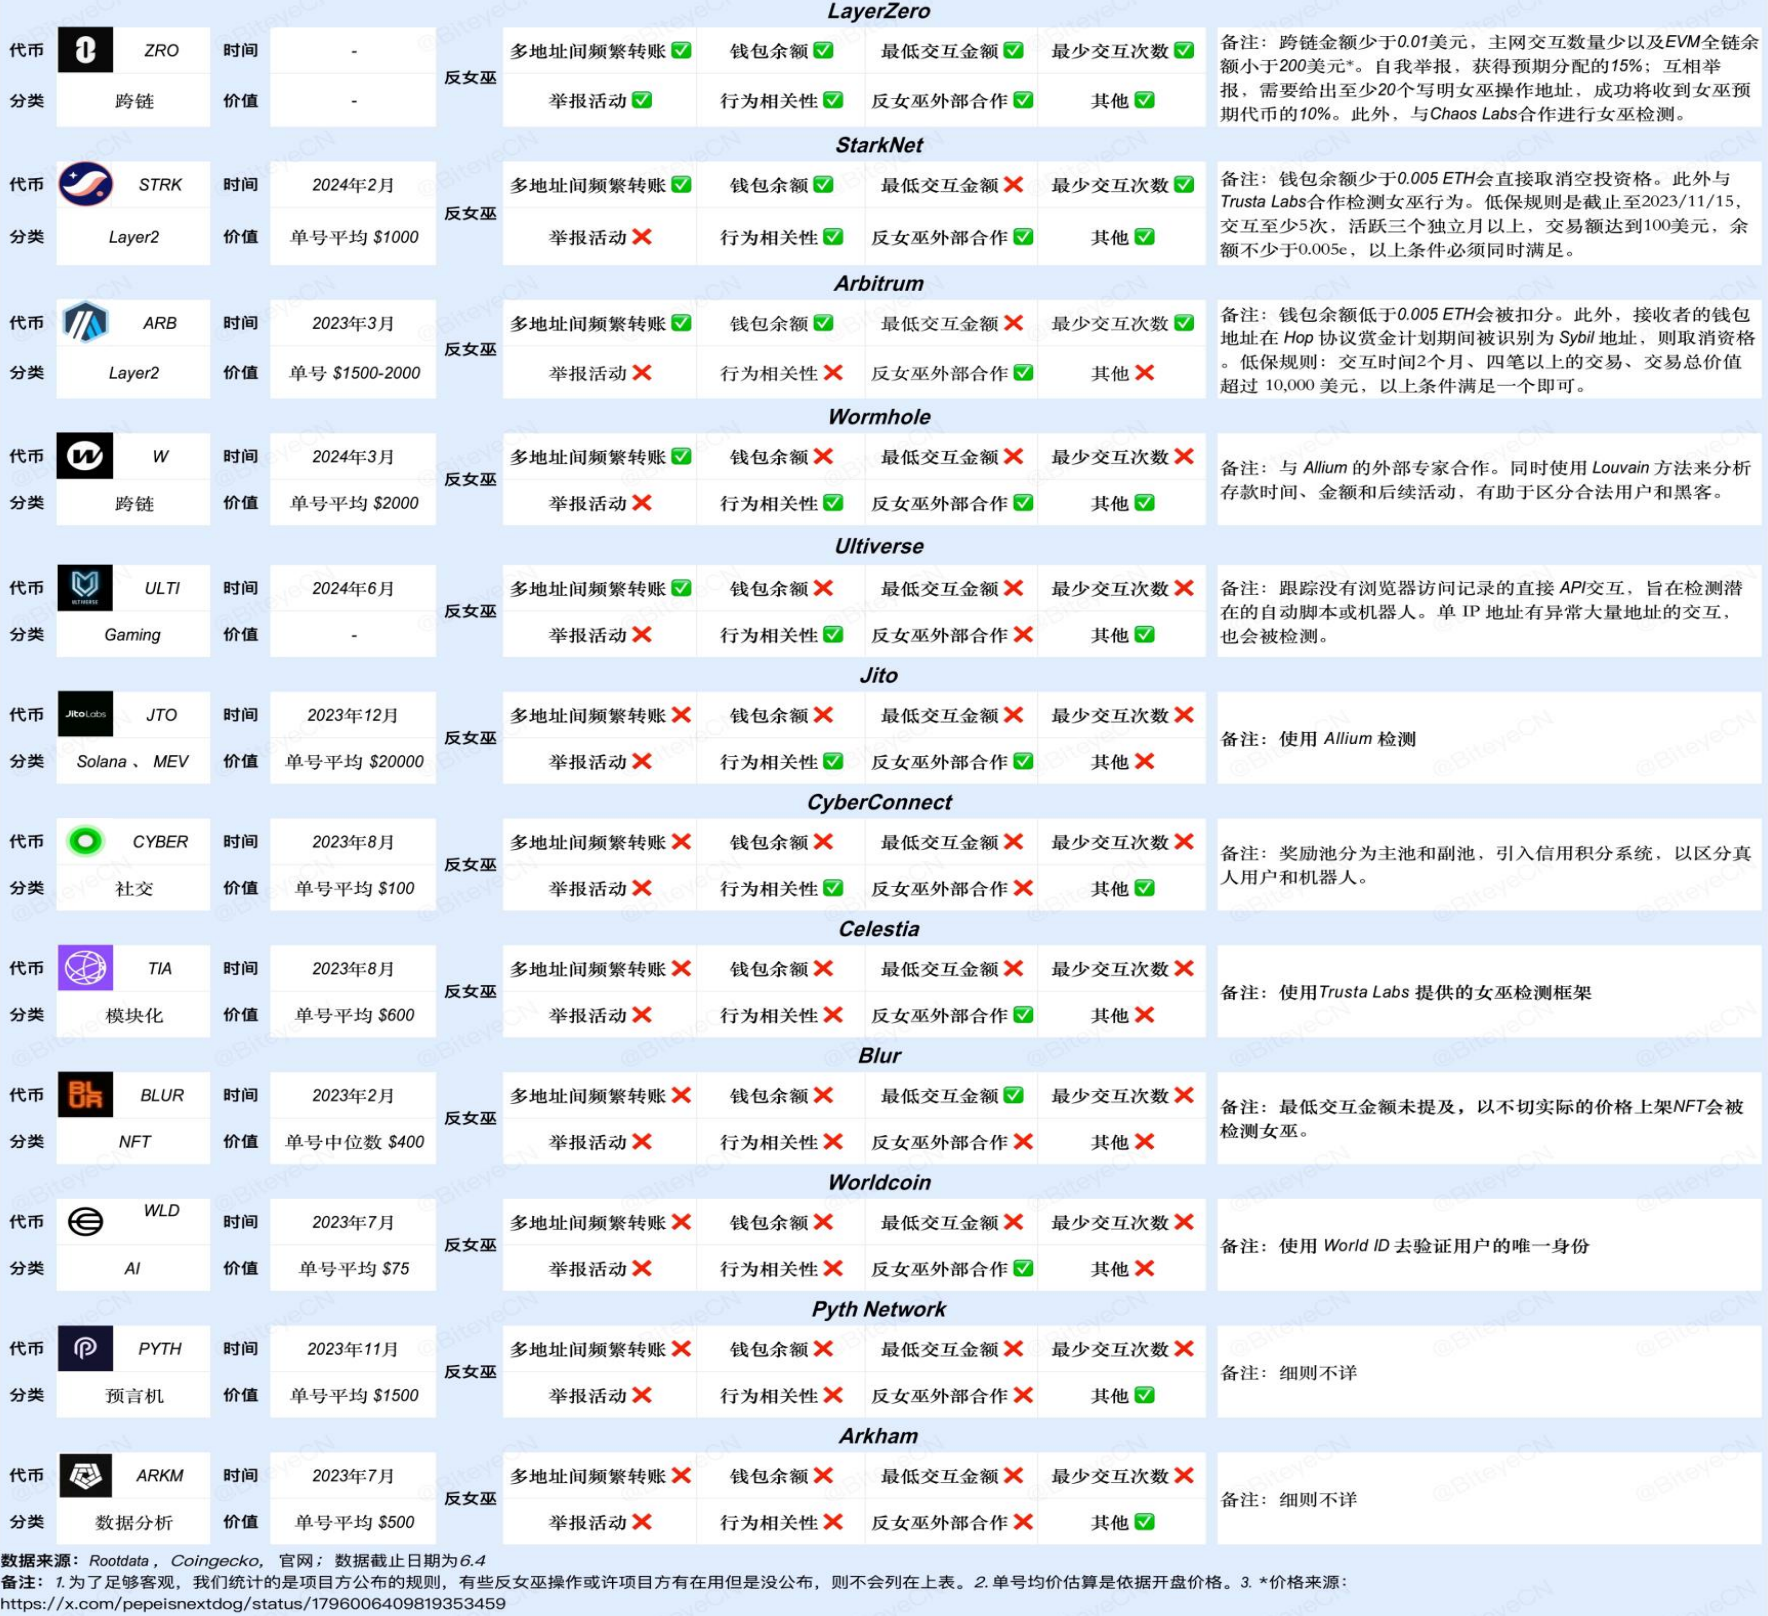 LayerZero
代币 ZRO 时间 - 多地址间频繁转账✅ 钱包余额✅ 最低交互金额✅ 最少交互次数✅
反女巫
分类 跨链 价值 - 举报活动✅ 行为相关性✅ 反女巫外部合作✅ 其他✅
备注：跨链金额少于0.01美元，主网交互数量少以及EVM全链余
额小于200美元*。自我举报，获得预期分配的15%；互相举
报，需要给出至少20个写明女巫操作地址，成功将收到女巫预
期代币的10%。此外，与Chaos Labs合作进行女巫检测。
StarkNet
代币 STRK 时间 2024年2月 多地址间频繁转账✅ 钱包余额✅ 最低交互金额❌ 最少交互次数✅
反女巫
分类 Layer2 价值 单号平均 $1000 举报活动❌ 行为相关性✅ 反女巫外部合作✅ 其他✅
备注：钱包余额少于0.005 ETH会直接取消空投资格。此外与
Trusta Labs合作检测女巫行为。低保规则是截止至2023/11/15，
交互至少5次，活跃三个独立月以上，交易额达到100美元，余
额不少于0.005e，以上条件必须同时满足。
Arbitrum
代币 ARB 时间 2023年3月 多地址间频繁转账✅ 钱包余额✅ 最低交互金额❌ 最少交互次数✅
反女巫
分类 Layer2 价值 单号 $1500-2000 举报活动❌ 行为相关性❌ 反女巫外部合作✅ 其他❌
备注：钱包余额低于0.005 ETH会被扣分。此外，接收者的钱包
地址在 Hop 协议赏金计划期间被识别为 Sybil 地址，则取消资格
。低保规则：交互时间2个月、四笔以上的交易、交易总价值
超过 10,000 美元，以上条件满足一个即可。
Wormhole
代币 W 时间 2024年3月 多地址间频繁转账✅ 钱包余额❌ 最低交互金额❌ 最少交互次数❌
反女巫
分类 跨链 价值 单号平均 $2000 举报活动❌ 行为相关性✅ 反女巫外部合作✅ 其他✅
备注：与 Allium 的外部专家合作。同时使用 Louvain 方法来分析
存款时间、金额和后续活动，有助于区分合法用户和黑客。
Ultiverse
代币 ULTIVERSE ULTI 时间 2024年6月 多地址间频繁转账✅ 钱包余额❌ 最低交互金额❌ 最少交互次数❌
反女巫
分类 Gaming 价值 - 举报活动❌ 行为相关性✅ 反女巫外部合作❌ 其他✅
备注：跟踪没有浏览器访问记录的直接 API交互，旨在检测潜
在的自动脚本或机器人。单 IP 地址有异常大量地址的交互，
也会被检测。
Jito
代币 Jito Labs JTO 时间 2023年12月 多地址间频繁转账❌ 钱包余额❌ 最低交互金额❌ 最少交互次数❌
反女巫
分类 Solana 、 MEV 价值 单号平均 $20000 举报活动❌ 行为相关性✅ 反女巫外部合作✅ 其他❌
备注：使用 Allium 检测
CyberConnect
代币 CYBER 时间 2023年8月 多地址间频繁转账❌ 钱包余额❌ 最低交互金额❌ 最少交互次数❌
反女巫
分类 社交 价值 单号平均 $100 举报活动❌ 行为相关性✅ 反女巫外部合作❌ 其他✅
备注：奖励池分为主池和副池，引入信用积分系统，以区分真
人用户和机器人。
Celestia
代币 TIA 时间 2023年8月 多地址间频繁转账❌ 钱包余额❌ 最低交互金额❌ 最少交互次数❌
反女巫
分类 模块化 价值 单号平均 $600 举报活动❌ 行为相关性❌ 反女巫外部合作✅ 其他❌
备注：使用Trusta Labs 提供的女巫检测框架
Blur
代币 BLUR BLUR 时间 2023年2月 多地址间频繁转账❌ 钱包余额❌ 最低交互金额✅ 最少交互次数❌
反女巫
分类 NFT 价值 单号中位数 $400 举报活动❌ 行为相关性❌ 反女巫外部合作❌ 其他❌
备注：最低交互金额未提及，以不切实际的价格上架NFT会被
检测女巫。
Worldcoin
代币 WLD 时间 2023年7月 多地址间频繁转账❌ 钱包余额❌ 最低交互金额❌ 最少交互次数❌
反女巫
分类 AI 价值 单号平均 $75 举报活动❌ 行为相关性❌ 反女巫外部合作✅ 其他❌
备注：使用 World ID 去验证用户的唯一身份
Pyth Network
代币 PYTH 时间 2023年11月 多地址间频繁转账❌ 钱包余额❌ 最低交互金额❌ 最少交互次数❌
反女巫
分类 预言机 价值 单号平均 $1500 举报活动❌ 行为相关性❌ 反女巫外部合作❌ 其他✅
备注：细则不详
Arkham
代币 ARKM 时间 2023年7月 多地址间频繁转账❌ 钱包余额❌ 最低交互金额❌ 最少交互次数❌
反女巫
分类 数据分析 价值 单号平均 $500 举报活动❌ 行为相关性❌ 反女巫外部合作❌ 其他✅
备注：细则不详
数据来源：Rootdata，Coingecko，官网；数据截止日期为6.4
备注：1.为了足够客观，我们统计的是项目方公布的规则，有些反女巫操作或许项目方有在用但是没公布，则不会列在上表。2.单号均价估算是依据开盘价格。3. *价格来源：
https://x.com/pepeisnextdog/status/1796006409819353459
@BiteyeCN